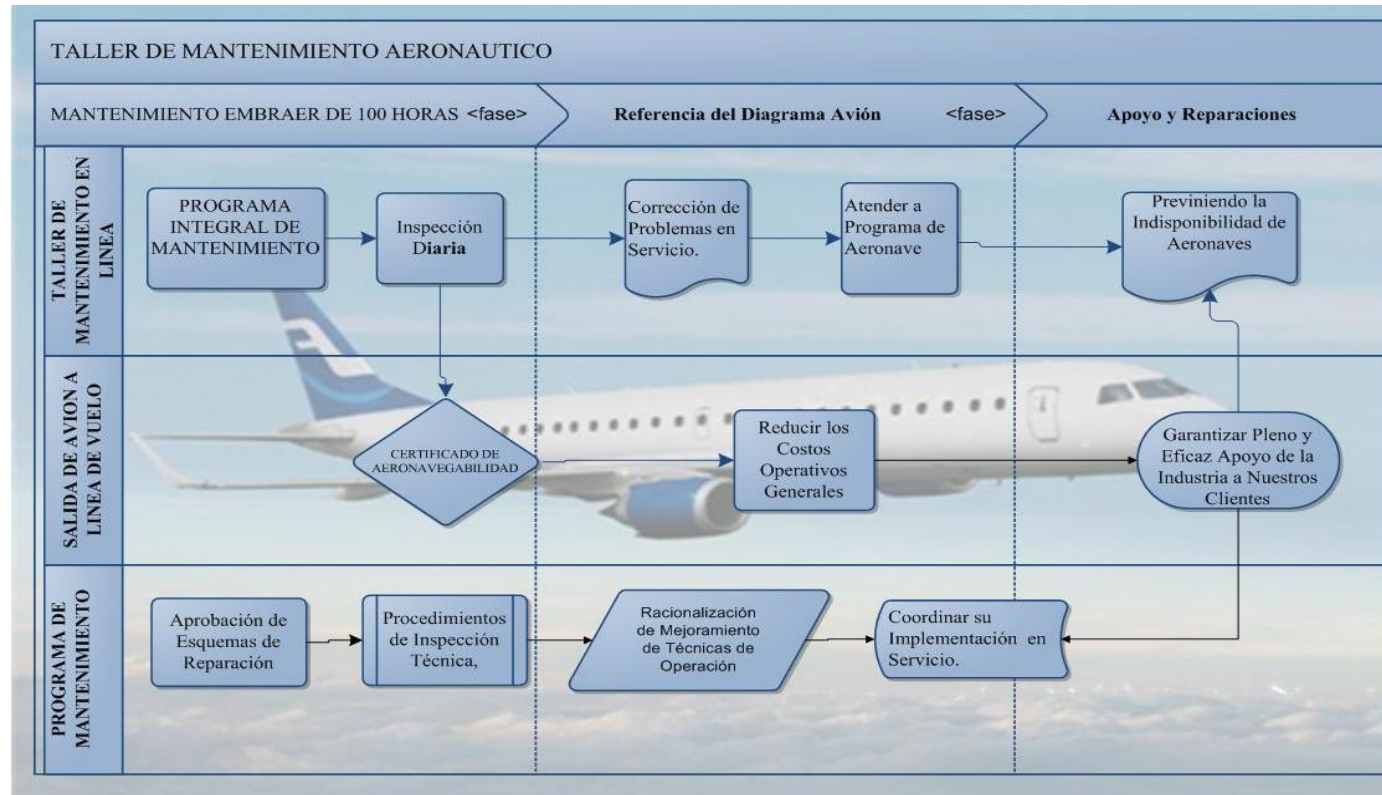 TALLER DE MANTENIMIENTO AERONAUTICO
MANTENIMIENTO EMBRAER DE 100 HORAS <fase>
Referencia del Diagrama Avión <fase>
Apoyo y Reparaciones
TALLER DE
MANTENIMIENTO EN
LINEA
PROGRAMA
INTEGRAL DE
MANTENIMIENTO
Inspección
Diaria
Corrección de
Problemas en
Servicio.
Atender a
Programa de
Aeronave
Previniendo la
Indisponibilidad de
Aeronaves
SALIDA DE AVION A
LINEA DE VUELO
CERTIFICADO DE
AERONAVEGABILIDAD
Reducir los
Costos
Operativos
Generales
Garantizar Pleno y
Eficaz Apoyo de la
Industria a Nuestros
Clientes
PROGRAMA DE
MANTENIMIENTO
Aprobación de
Esquemas de
Reparación
Procedimientos
de Inspección
Técnica,
Racionalización
de Mejoramiento
de Técnicas de
Operación
Coordinar su
Implementación en
Servicio.